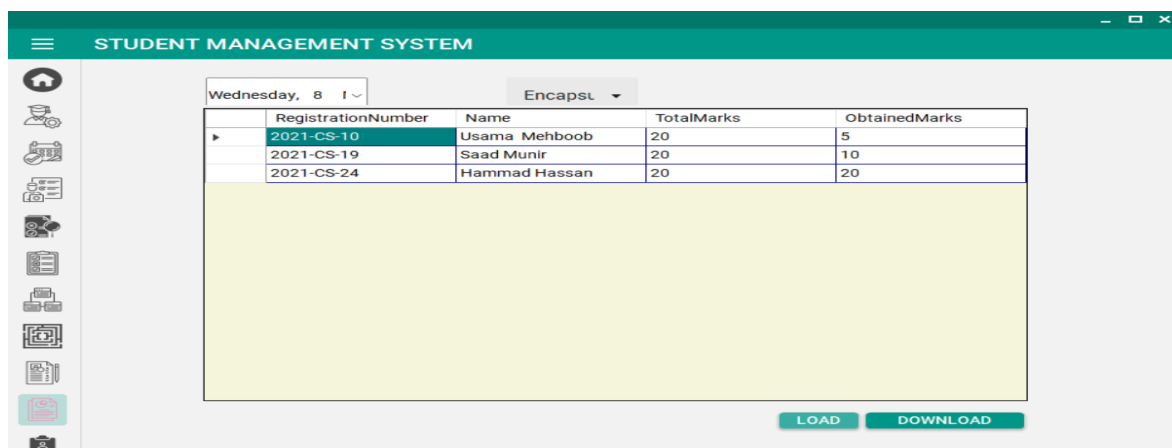 STUDENT MANAGEMENT SYSTEM
Wednesday, 8 Encapsu
RegistrationNumber Name TotalMarks ObtainedMarks
2021-CS-10 Usama Mehboob 20 5
2021-CS-19 Saad Munir 20 10
2021-CS-24 Hammad Hassan 20 20
LOAD DOWNLOAD